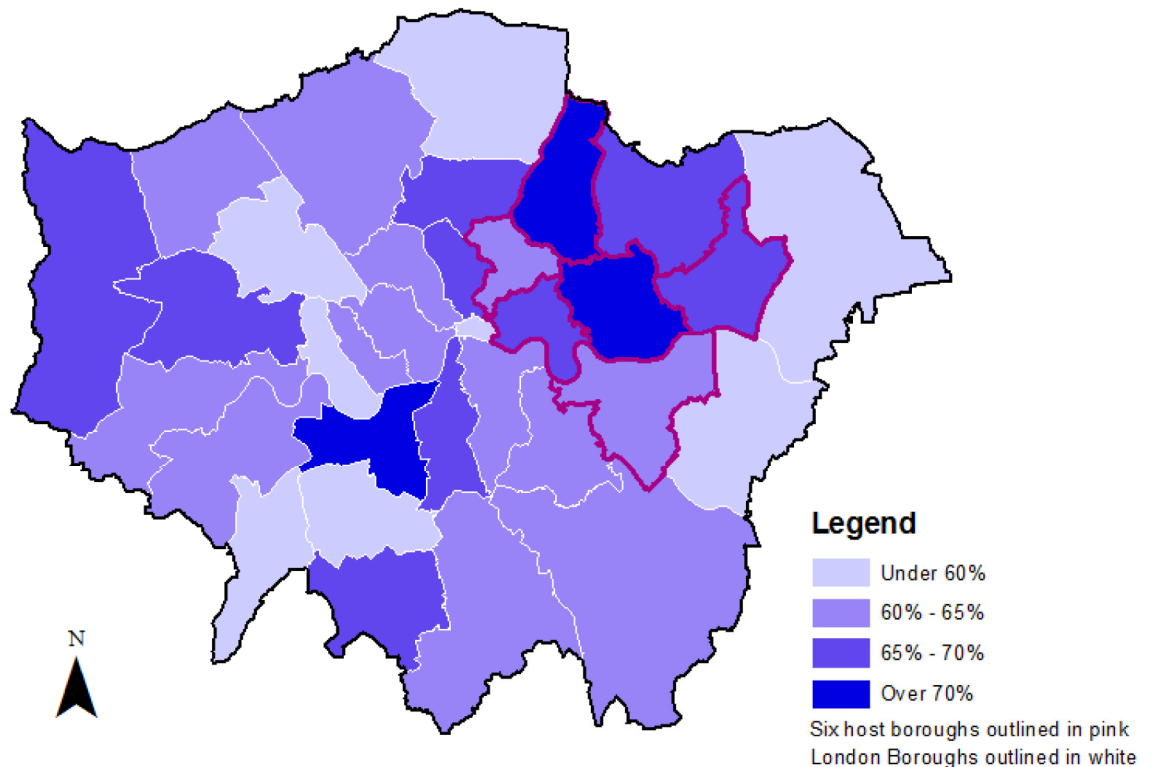 N
Legend
Under 60%
60% - 65%
65% - 70%
Over 70%
Six host boroughs outlined in pink
London Boroughs outlined in white